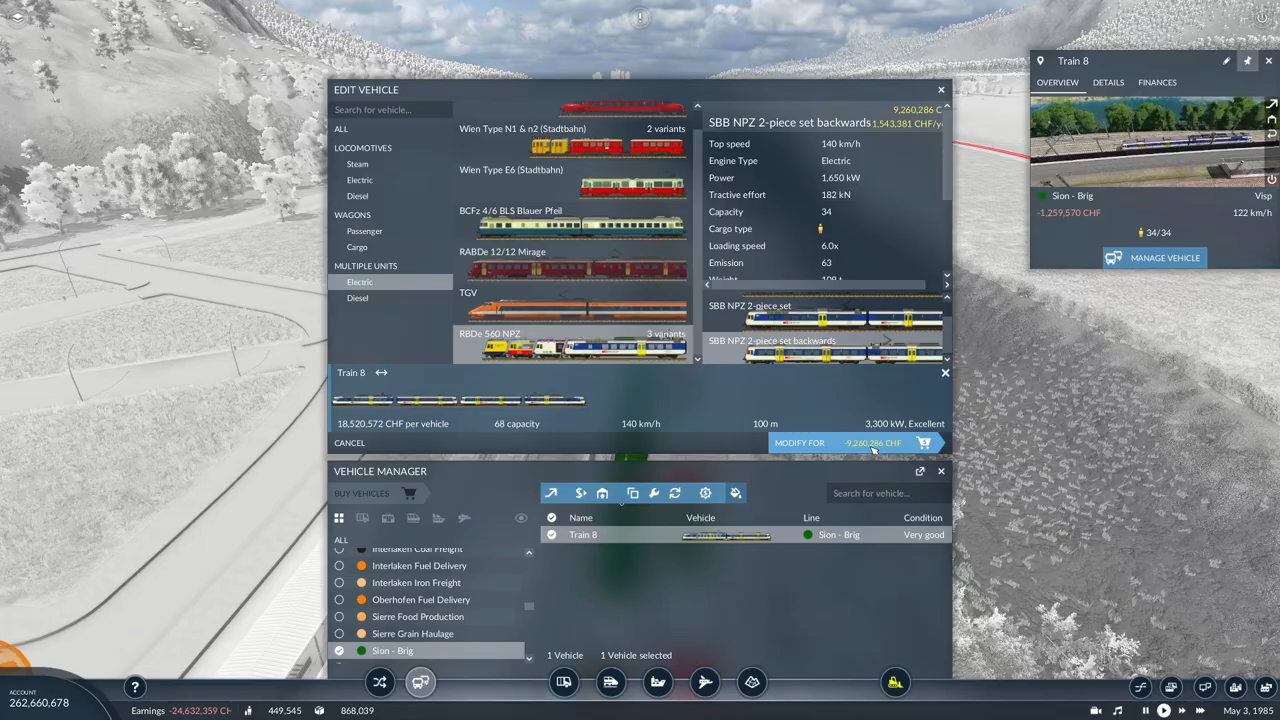 EDIT VEHICLE
Search for vehicle...
ALL
LOCOMOTIVES
Steam
Electric
Diesel
WAGONS
Passenger
Cargo
MULTIPLE UNITS
Electric
Diesel
Wien Type N1 & n2 (Stadtbahn) 2 variants
Wien Type E6 (Stadtbahn)
BCFz 4/6 BLS Blauer Pfeil
RABDe 12/12 Mirage
TGV
RBDe 560 NPZ 3 variants
9,260,286 C
SBB NPZ 2-piece set backwards 1,543,381 CHF/y
Top speed 140 km/h
Engine Type Electric
Power 1,650 kW
Tractive effort 182 kN
Capacity 34
Cargo type
Loading speed 6.0x
Emission 63
Weight 108 t
SBB NPZ 2-piece set
SBB NPZ 2-piece set backwards
Train 8
18,520,572 CHF per vehicle 68 capacity 140 km/h 100 m 3,300 kW, Excellent
CANCEL MODIFY FOR -9,260,286 CHF
VEHICLE MANAGER
BUY VEHICLES
Search for vehicle...
Name Vehicle Line Condition
Train 8 Sion - Brig Very good
ALL
Interlaken Coal Freight
Interlaken Fuel Delivery
Interlaken Iron Freight
Oberhofen Fuel Delivery
Sierre Food Production
Sierre Grain Haulage
Sion - Brig
1 Vehicle 1 Vehicle selected
Train 8
OVERVIEW DETAILS FINANCES
Sion - Brig Visp
-1,259,570 CHF 122 km/h
34/34
MANAGE VEHICLE
ACCOUNT
262,660,678
?
Earnings -24,632,359 CH 449,545 868,039
May 3, 1985